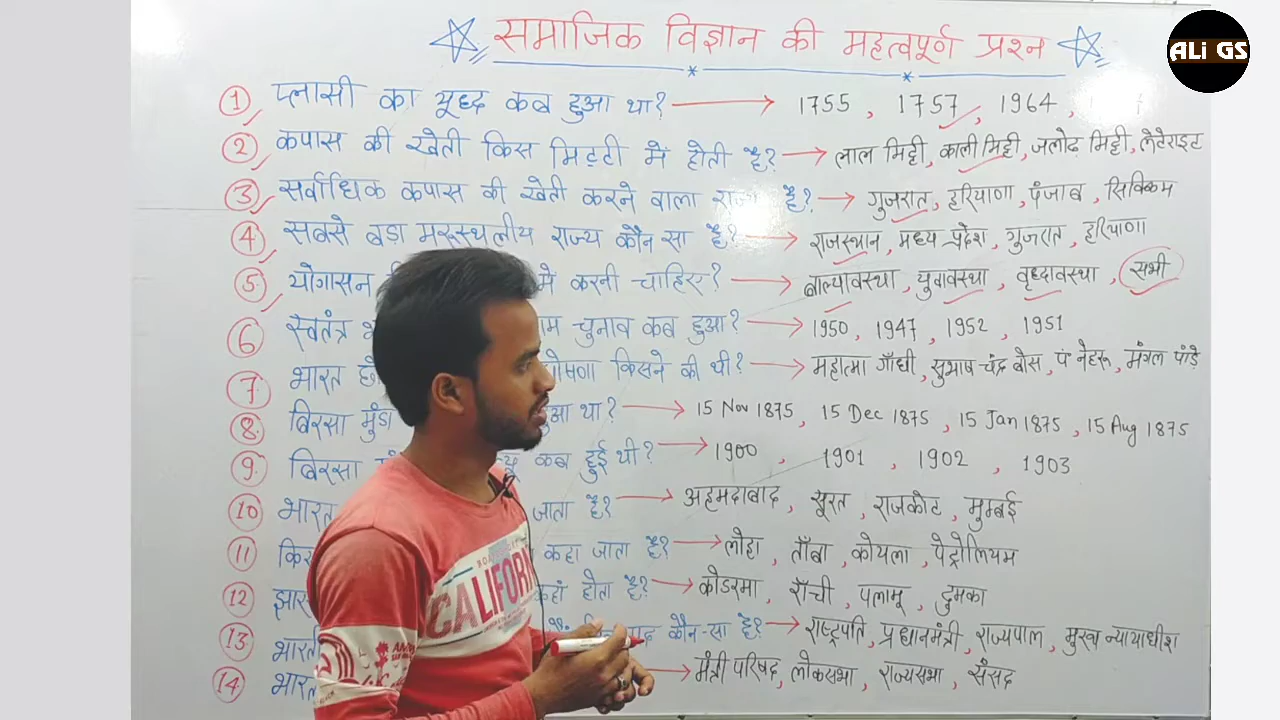 समाजिक विज्ञान की महत्वपूर्ण प्रश्न
ALi GS
1 प्लासी का यूध्द कब हुआ था? → 1755, 1757, 1964,
2 कपास की खेती किस मिट्टी में होती है? → लाल मिट्टी, काली मिट्टी, जलोढ़ मिट्टी, लेटेराइट
3 सर्वाधिक कपास की खेती करने वाला राज्य है? → गुजरात, हरियाणा, पंजाब, सिक्किम
4 सबसे बड़ा मरूस्थलीय राज्य कौन सा है? → राजस्थान, मध्य प्रदेश, गुजरात, हरियाणा
5 योगासन में करनी चाहिए? → बाल्यावस्था, युवावस्था, वृध्दावस्था, सभी
6 स्वतंत्र चुनाव कब हुआ? → 1950, 1947, 1952, 1951
7 भारत किसने की थी? → महात्मा गाँधी, सुभाष चंद्र बोस, पं नेहरू, मंगल पांडे
8. बिरसा मुंडा हुआ था? → 15 Nov 1875, 15 Dec 1875, 15 Jan 1875, 15 Aug 1875
9. बिरसा कब हुई थी? → 1900, 1901, 1902, 1903
10 भारत जाता है? → अहमदाबाद, सूरत, राजकोट, मुम्बई
11 कहा जाता है? → लोहा, ताँबा, कोयला, पेट्रोलियम
12 कहां होता है? → कोडरमा, राँची, पलामू, दुमका
13 कौन-सा है? → राष्ट्रपति, प्रधानमंत्री, राज्यपाल, मुख्य न्यायाधीश
14 → मंत्री परिषद, लोकसभा, राज्यसभा, संसद
CALIFORN